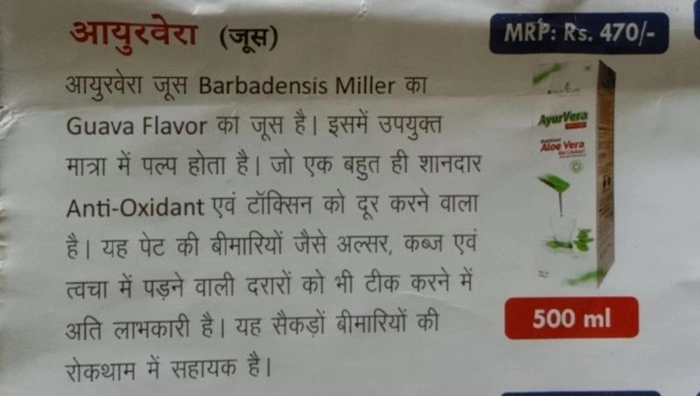 आयुरवेरा (जूस)
MRP: Rs. 470/-
आयुरवेरा जूस Barbadensis Miller का
Guava Flavor का जूस है। इसमें उपयुक्त
मात्रा में पल्प होता है। जो एक बहुत ही शानदार
Anti-Oxidant एवं टॉक्सिन को दूर करने वाला
है। यह पेट की बीमारियों जैसे अल्सर, कब्ज एवं
त्वचा में पड़ने वाली दरारों को भी टीक करने में
अति लाभकारी है। यह सैकड़ों बीमारियों की
रोकथाम में सहायक है।
AyurVera
Aloe Vera
500 ml